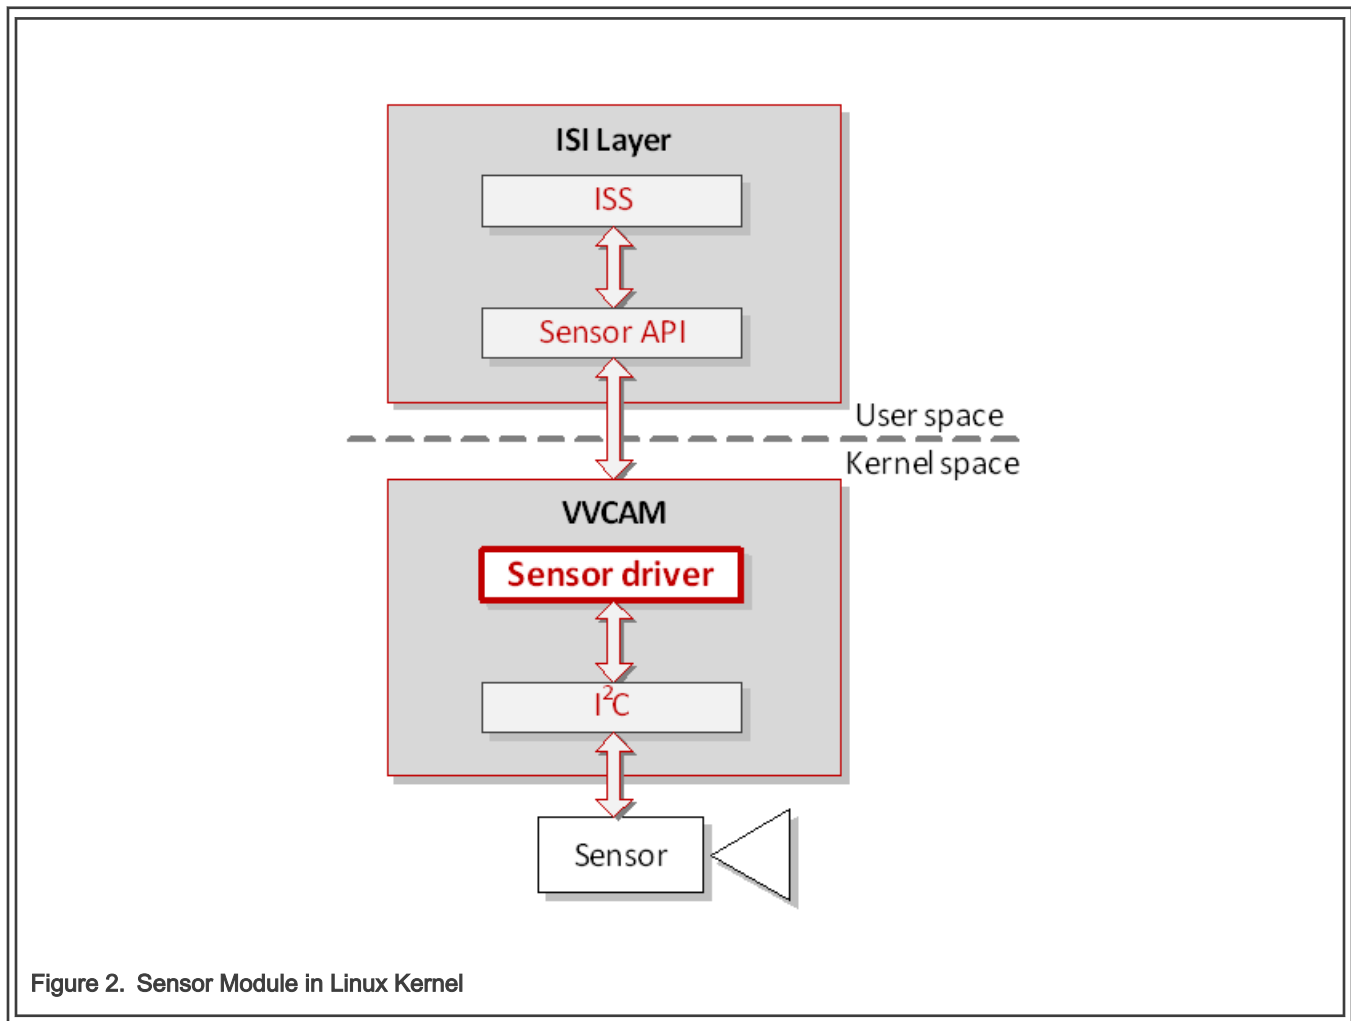 ISI Layer
ISS
Sensor API
User space
Kernel space
VVCAM
Sensor driver
I²C
Sensor
Figure 2. Sensor Module in Linux Kernel